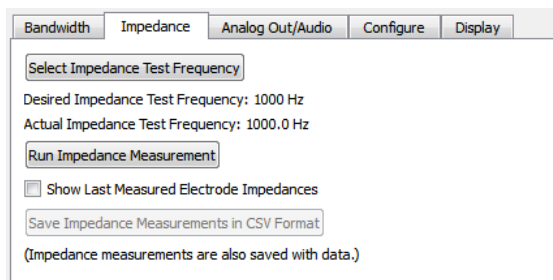 Bandwidth Impedance Analog Out/Audio Configure Display
Select Impedance Test Frequency
Desired Impedance Test Frequency: 1000 Hz
Actual Impedance Test Frequency: 1000.0 Hz
Run Impedance Measurement
Show Last Measured Electrode Impedances
Save Impedance Measurements in CSV Format
(Impedance measurements are also saved with data.)